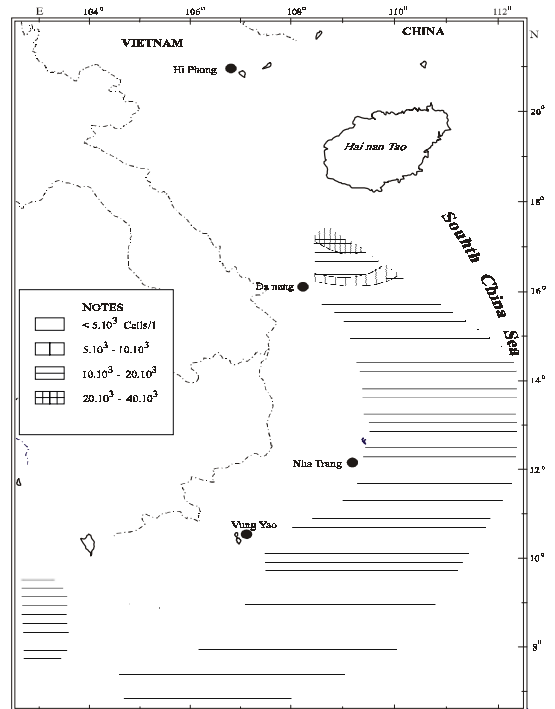 E 104° 106° 108° 110° 112° N
VIETNAM
CHINA
Hi Phong
20°
Hai nan Tao
18°
Souhth China Sea
Da nang
16°
NOTES
< 5.10³ Cells/l
5.10³ - 10.10³
10.10³ - 20.10³
20.10³ - 40.10³
14°
Nha Trang
12°
Vung Yao
10°
8°